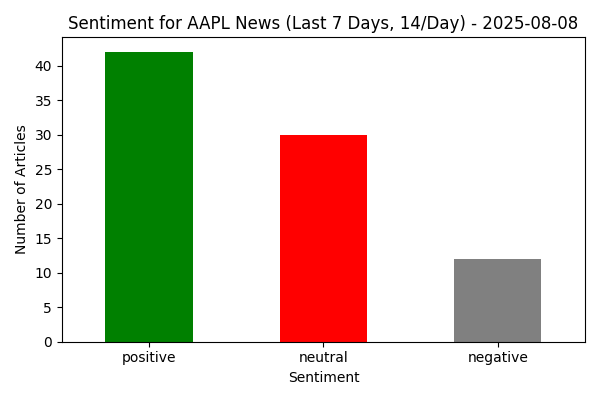 Sentiment for AAPL News (Last 7 Days, 14/Day) - 2025-08-08
Number of Articles
40
35
30
25
20
15
10
5
0
positive neutral negative
Sentiment